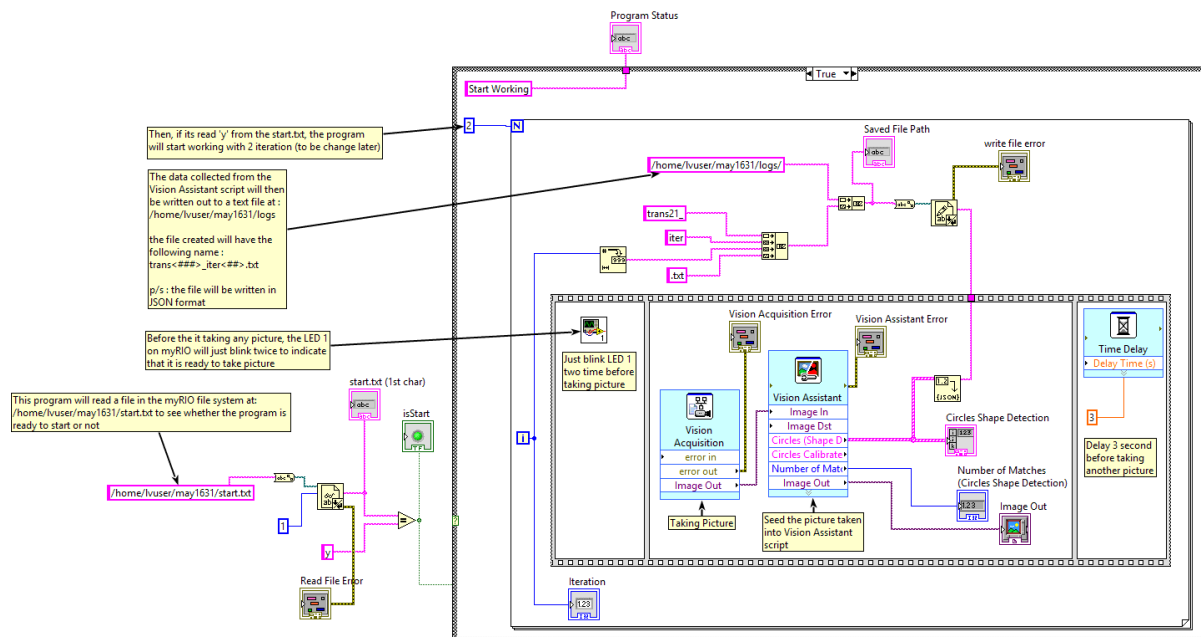 Program Status
abc
True
Start Working
Then, if its read 'y' from the start.txt, the program
will start working with 2 iteration (to be change later)
2
N
Saved File Path
abc
write file error
The data collected from the
Vision Assistant script will then
be written out to a text file at :
/home/lvuser/may1631/logs
the file created will have the
following name :
trans<###>_iter<##>.txt
p/s : the file will be written in
JSON format
/home/lvuser/may1631/logs/
trans21_
iter
.txt
Before the it taking any picture, the LED 1
on myRIO will just blink twice to indicate
that it is ready to take picture
1
Just blink LED 1
two time before
taking picture
Vision Acquisition Error
Vision Assistant Error
Vision
Acquisition
error in
error out
Image Out
Taking Picture
Vision Assistant
Image In
Image Dst
Circles (Shape D
Circles Calibrate
Number of Matc
Image Out
Seed the picture taken
into Vision Assistant
script
{JSON}
Circles Shape Detection
Number of Matches
(Circles Shape Detection)
1.23
Image Out
Time Delay
Delay Time (s)
3
Delay 3 second
before taking
another picture
This program will read a file in the myRIO file system at:
/home/lvuser/may1631/start.txt to see whether the program is
ready to start or not
start.txt (1st char)
abc
isStart
TF
/home/lvuser/may1631/start.txt
1
y
=
?
Read File Error
i
Iteration
1.23